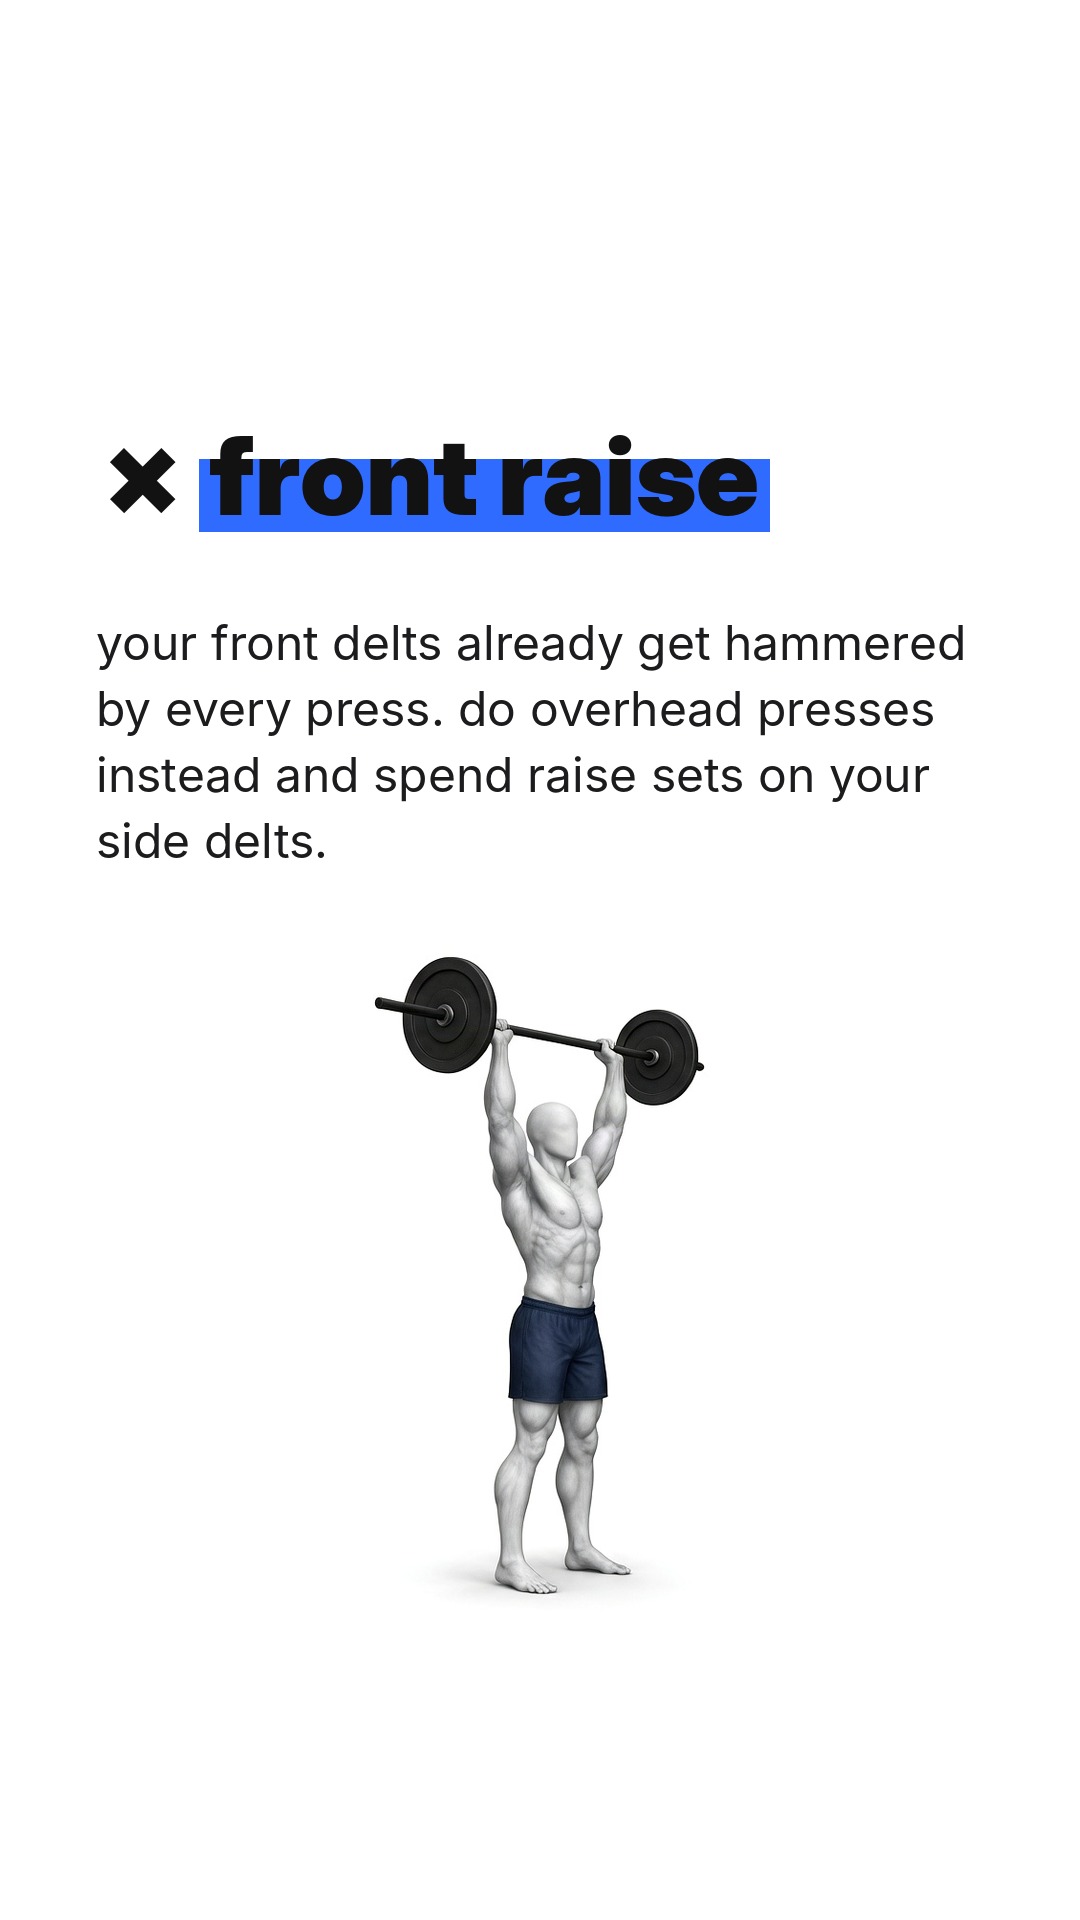 ✖ front raise
your front delts already get hammered
by every press. do overhead presses
instead and spend raise sets on your
side delts.